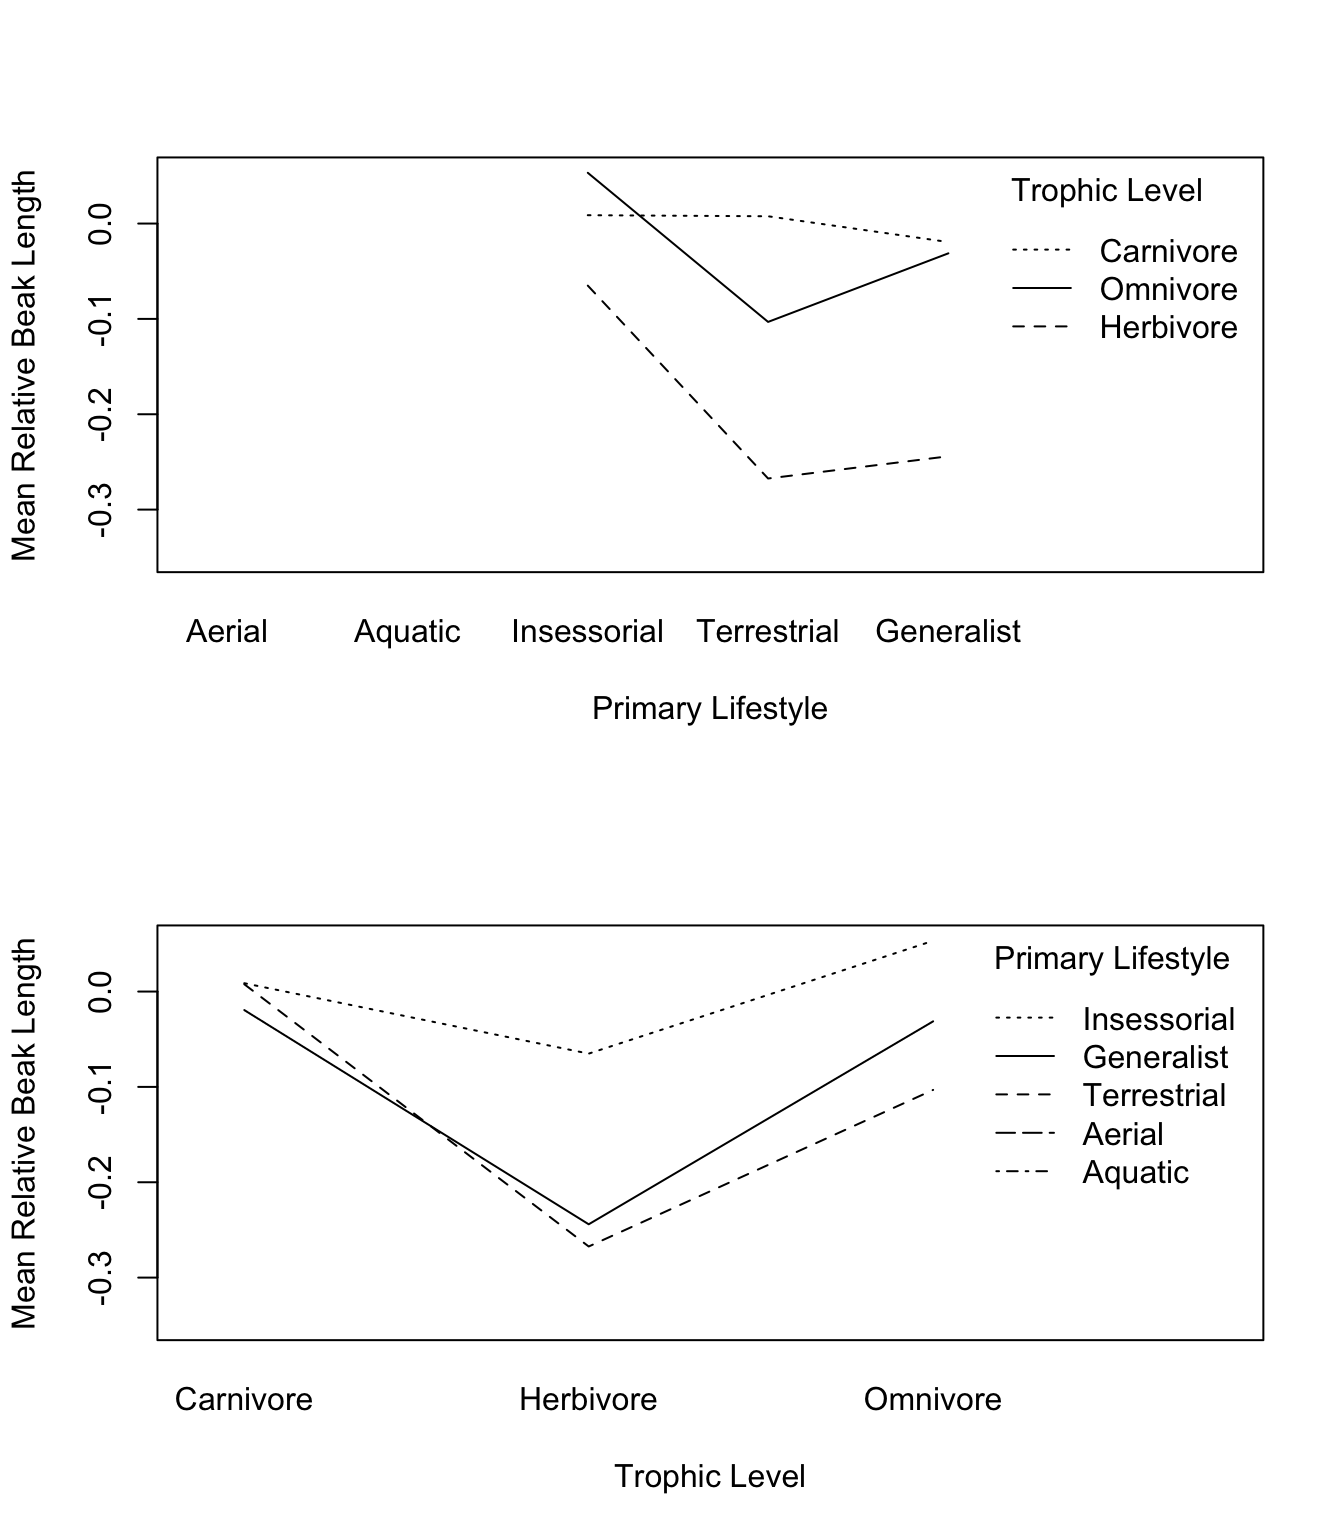 Mean Relative Beak Length
0.0
-0.1
-0.2
-0.3
Trophic Level
Carnivore
Omnivore
Herbivore
Aerial Aquatic Insessorial Terrestrial Generalist
Primary Lifestyle
Mean Relative Beak Length
0.0
-0.1
-0.2
-0.3
Primary Lifestyle
Insessorial
Generalist
Terrestrial
Aerial
Aquatic
Carnivore Herbivore Omnivore
Trophic Level